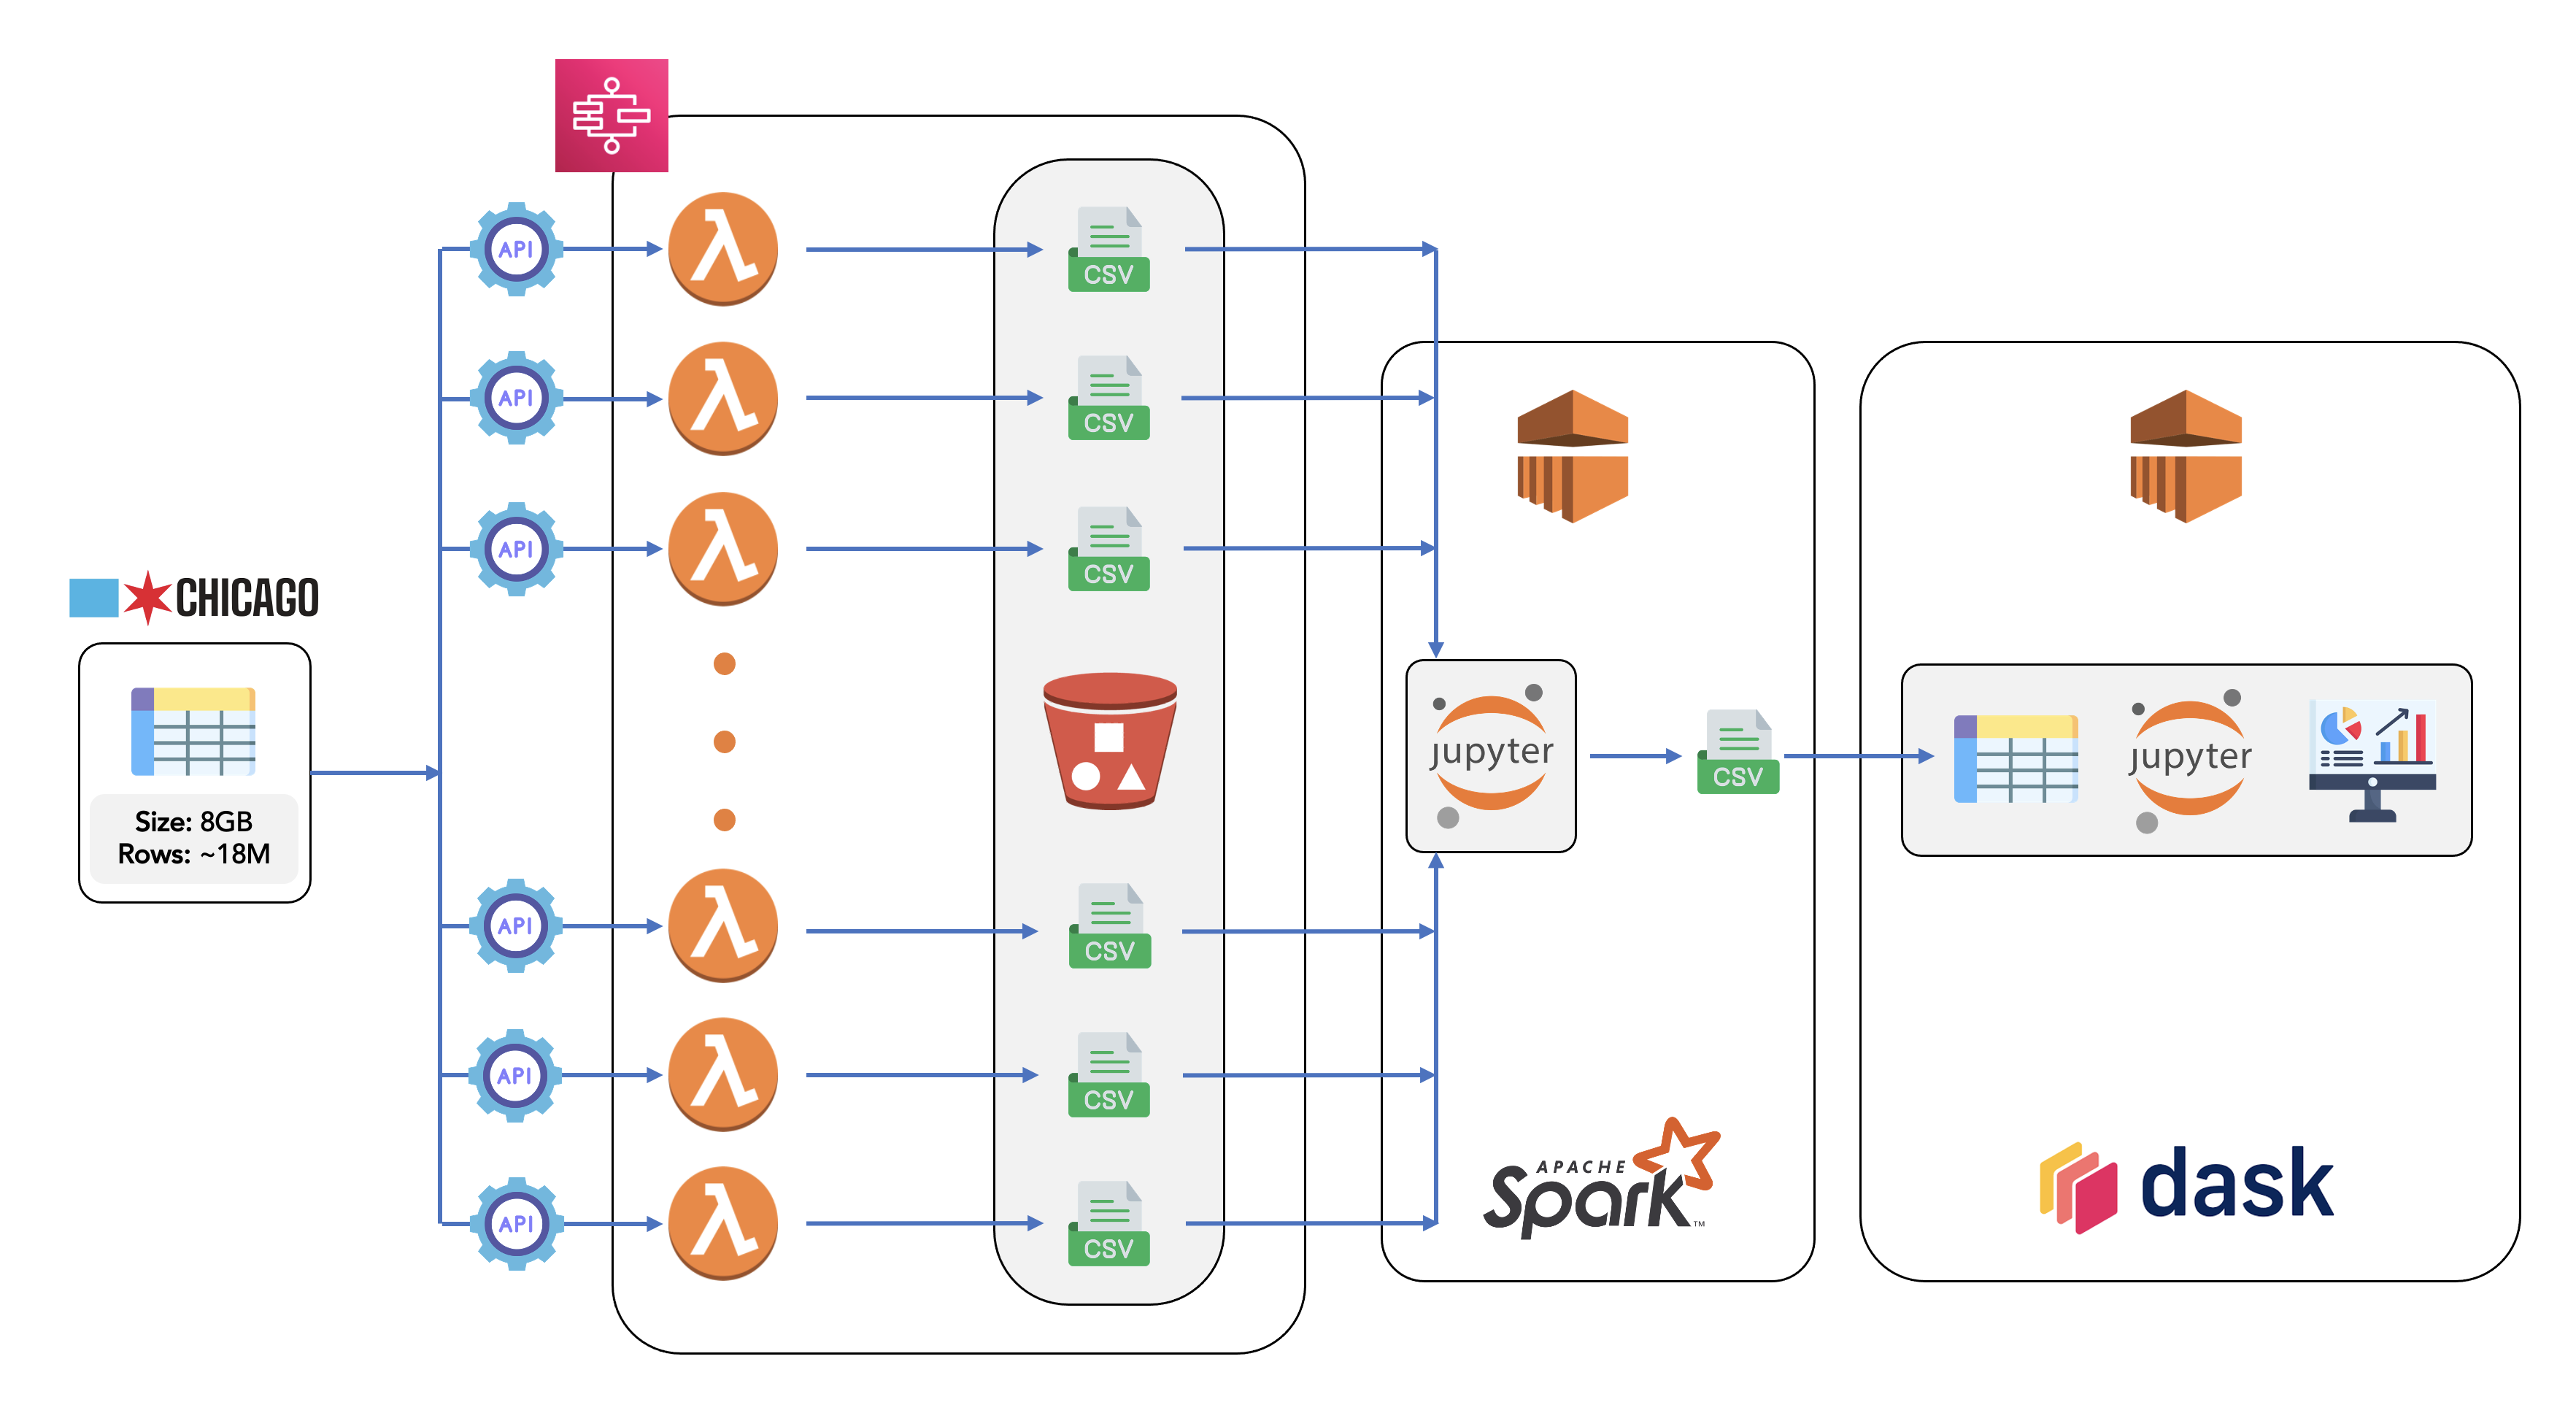 CHICAGO
Size: 8GB
Rows: ~18M
API
API
API
API
API
API
CSV
CSV
CSV
CSV
CSV
CSV
jupyter
CSV
APACHE
Spark™
jupyter
dask